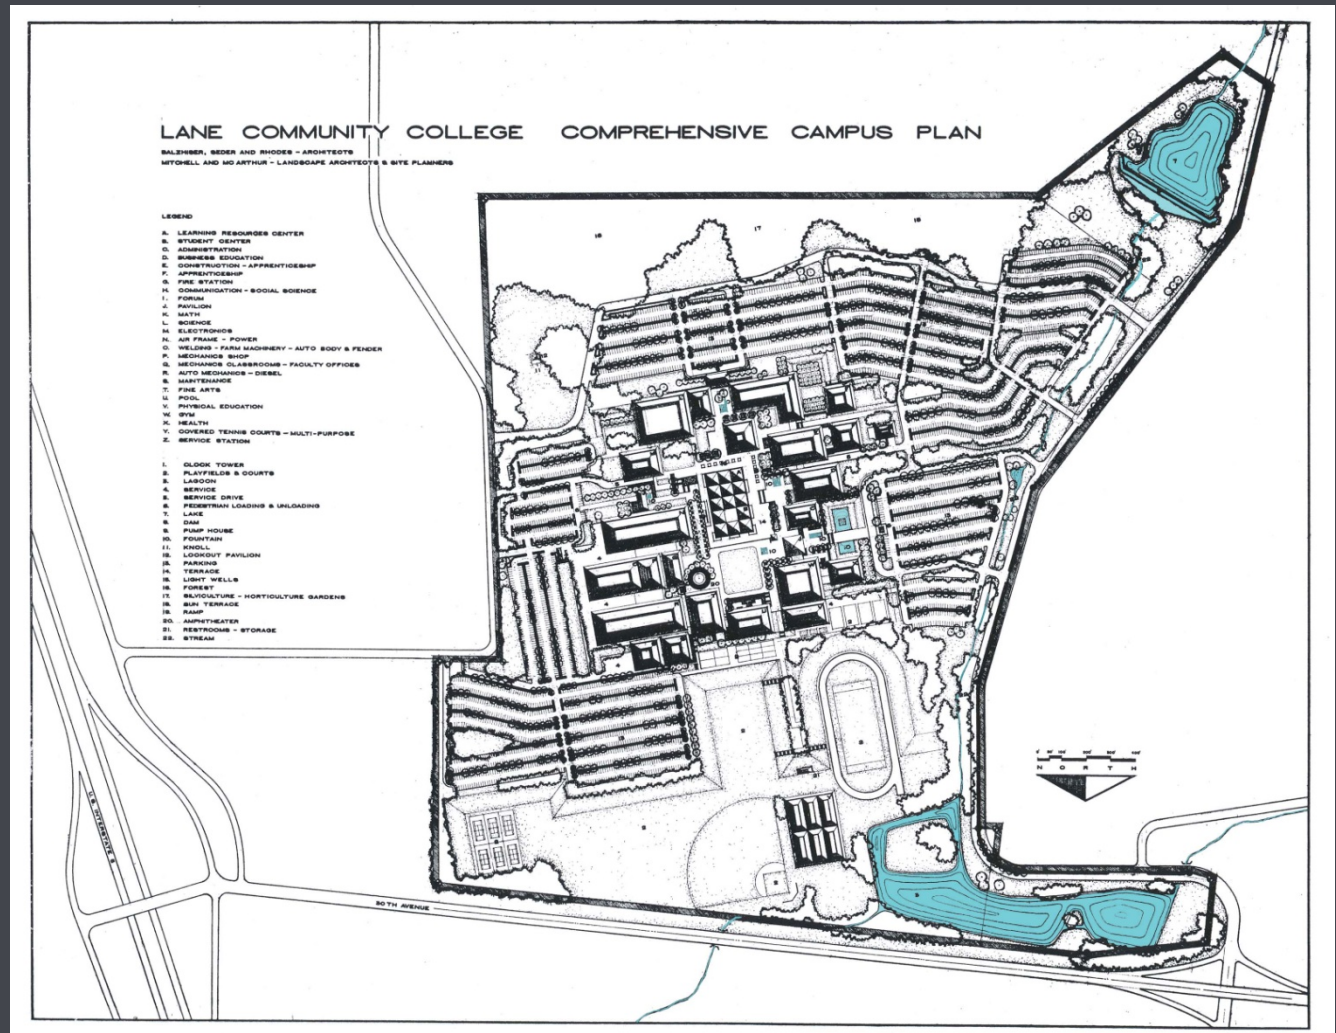 LANE COMMUNITY COLLEGE COMPREHENSIVE CAMPUS PLAN
BALZHISER, SEDER AND RHODES - ARCHITECTS
MITCHELL AND MC ARTHUR - LANDSCAPE ARCHITECTS & SITE PLANNERS
LEGEND
A. LEARNING RESOURCES CENTER
B. STUDENT CENTER
C. ADMINISTRATION
D. BUSINESS EDUCATION
E. CONSTRUCTION - APPRENTICESHIP
F. APPRENTICESHIP
G. FIRE STATION
H. COMMUNICATION - SOCIAL SCIENCE
I. FORUM
J. PAVILION
K. MATH
L. SCIENCE
M. ELECTRONICS
N. AIR FRAME - POWER
O. WELDING - FARM MACHINERY - AUTO BODY & FENDER
P. MECHANICS SHOP
Q. MECHANICS CLASSROOMS - FACULTY OFFICES
R. AUTO MECHANICS - DIESEL
S. MAINTENANCE
T. FINE ARTS
U. POOL
V. PHYSICAL EDUCATION
W. GYM
X. HEALTH
Y. COVERED TENNIS COURTS - MULTI-PURPOSE
Z. SERVICE STATION
1. CLOCK TOWER
2. PLAYFIELDS & COURTS
3. LAGOON
4. SERVICE
5. SERVICE DRIVE
6. PEDESTRIAN LOADING & UNLOADING
7. LAKE
8. DAM
9. PUMP HOUSE
10. FOUNTAIN
11. KNOLL
12. LOOKOUT PAVILION
13. PARKING
14. TERRACE
15. LIGHT WELLS
16. FOREST
17. SILVICULTURE - HORTICULTURE GARDENS
18. SUN TERRACE
19. RAMP
20. AMPHITHEATER
21. RESTROOMS - STORAGE
22. STREAM
16
17
NORTH
U.S. INTERSTATE 5
30TH AVENUE